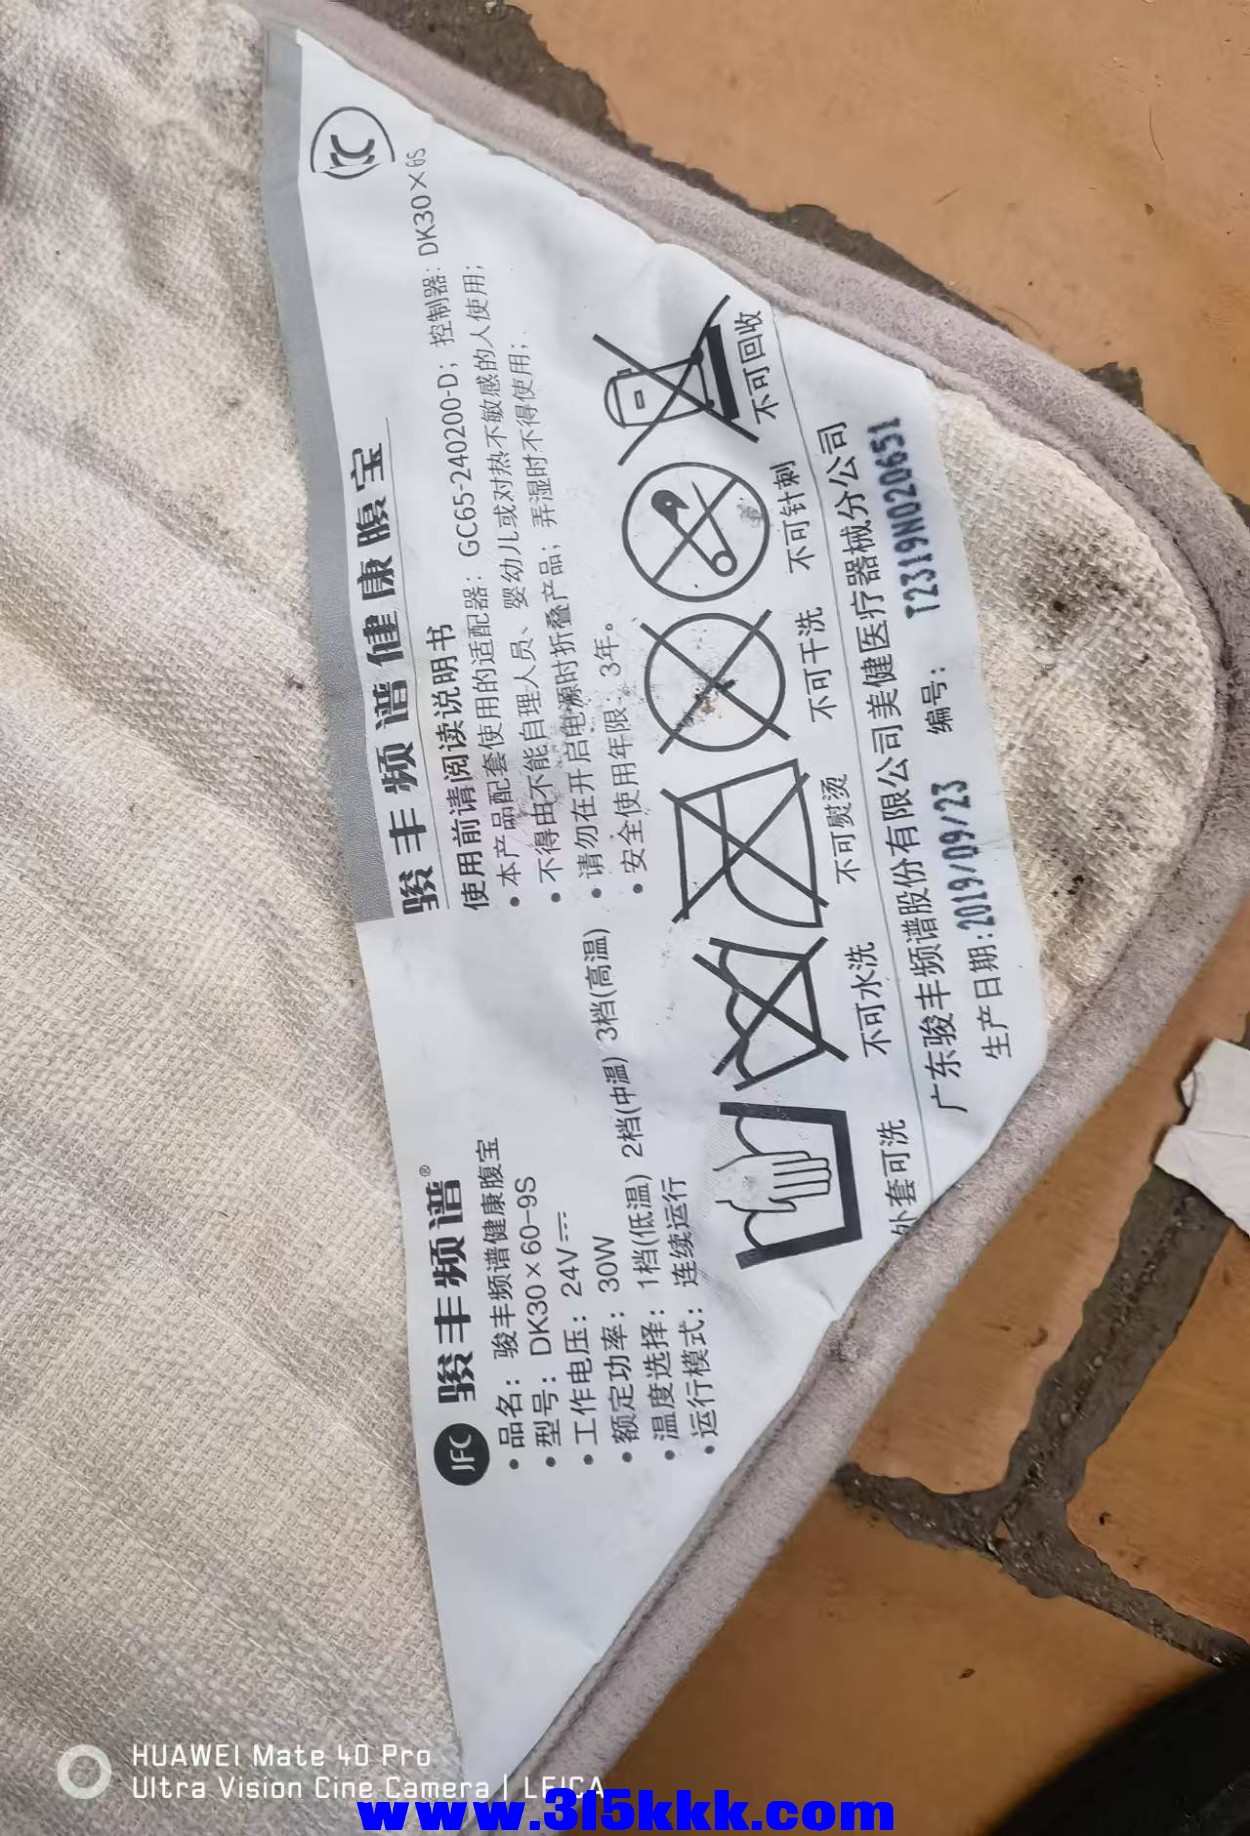 JFC 骏丰频谱®
• 品名：骏丰频谱健康腹宝
• 型号：DK30×60-9S
• 工作电压：24V
• 额定功率：30W
• 温度选择：1档(低温) 2档(中温) 3档(高温)
• 运行模式：连续运行
骏丰频谱健康腹宝
使用前请阅读说明书
• 本产品配套使用的适配器：GC65-240200-D；控制器：DK30×6S
• 不得由不能自理人员、婴幼儿或对热不敏感的人使用；
• 请勿在开启电源时折叠产品；弄湿时不得使用；
• 安全使用年限：3年。
外套可洗 不可水洗 不可熨烫 不可干洗 不可针刺 不可回收
广东骏丰频谱股份有限公司美健医疗器械分公司
生产日期：2019/09/23 编号：T2319N020651
HUAWEI Mate 40 Pro
Ultra Vision Cine Camera | LEICA
www.315kkk.com